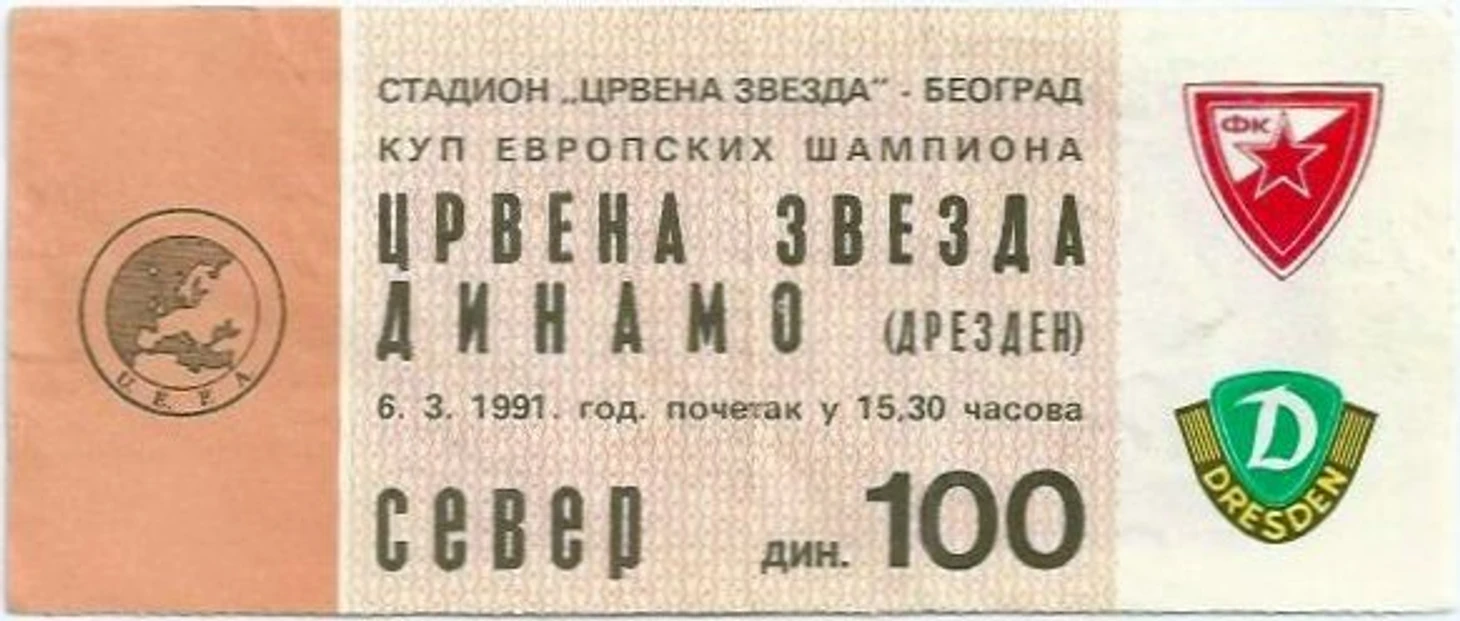 СТАДИОН „ЦРВЕНА ЗВЕЗДА“ - БЕОГРАД
КУП ЕВРОПСКИХ ШАМПИОНА
ЦРВЕНА ЗВЕЗДА
ДИНАМО (ДРЕЗДЕН)
6. 3. 1991. год. почетак у 15,30 часова
север дин. 100
U. E. F. A
ФК
D
DRESDEN